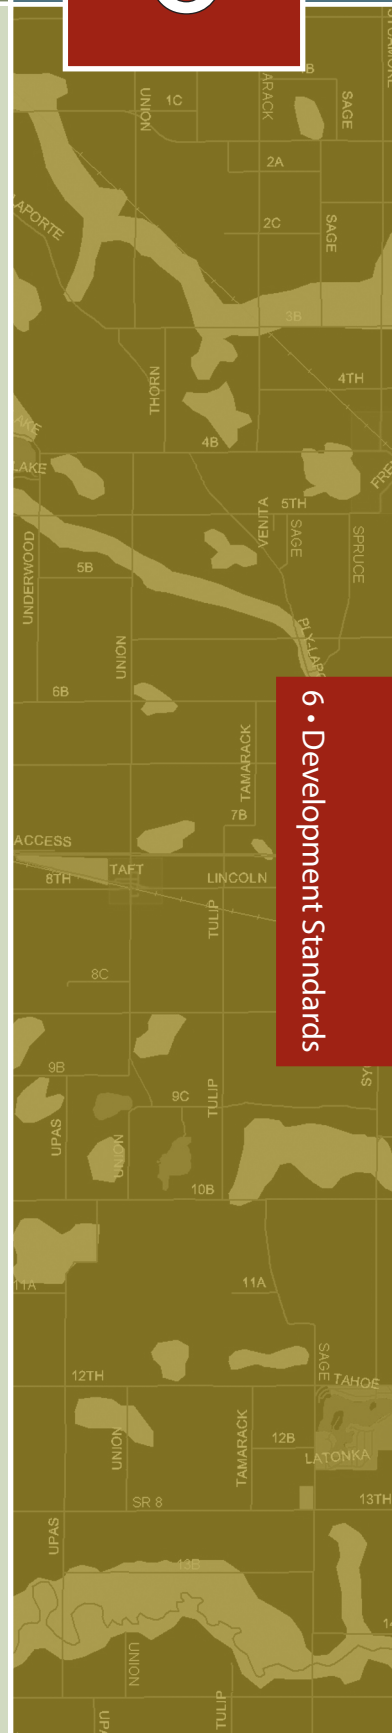 UNION
1C
SAGE
2A
LAPORTE
2C
SAGE
3B
THORN
4TH
4B
LAKE
VENITA
5TH
SAGE
SPRUCE
UNDERWOOD
5B
UNION
6B
6 • Development Standards
TAMARACK
7B
ACCESS
8TH
TAFT
LINCOLN
TULIP
8C
9B
9C
TULIP
UPAS
UNION
10B
11A
11A
12TH
SAGE
TAHOE
UNION
TAMARACK
12B
LATONKA
SR 8
13TH
UPAS
13B
UNION
TULIP